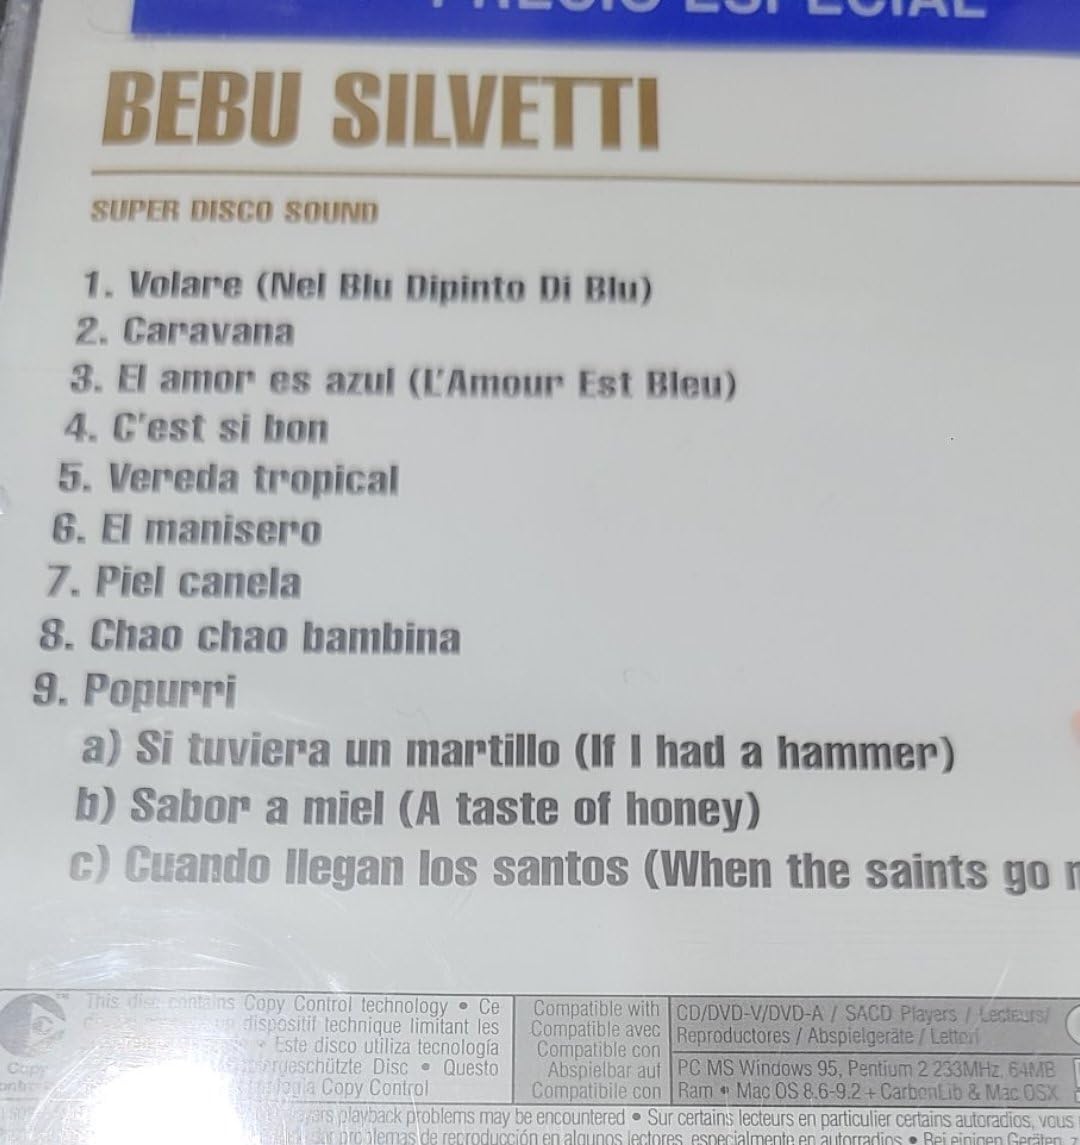 PRECIO ESPECIAL
BEBU SILVETTI
SUPER DISCO SOUND
1. Volare (Nel Blu Dipinto Di Blu)
2. Caravana
3. El amor es azul (L'Amour Est Bleu)
4. C'est si bon
5. Vereda tropical
6. El manisero
7. Piel canela
8. Chao chao bambina
9. Popurri
a) Si tuviera un martillo (If I had a hammer)
b) Sabor a miel (A taste of honey)
c) Cuando llegan los santos (When the saints go
This disc contains Copy Control technology • Ce
dispositif technique limitant les
• Este disco utiliza tecnología
Disc • Questo
Copy Control
Copy
Compatible with
Compatible avec
Compatible con
Abspielbar auf
Compatibile con
CD/DVD-V/DVD-A / SACD Players / Lecteurs/
Reproductores / Abspielgeräte / Lettori
PC MS Windows 95, Pentium 2 233MHz, 64MB
Ram • Mac OS 8.6-9.2 + CarbonLib & Mac OSX
playback problems may be encountered • Sur certains lecteurs en particulier certains autoradios, vous
problemas de reproducción en algunos lectores, especialmente en autorradios • Bei einigen Geräten